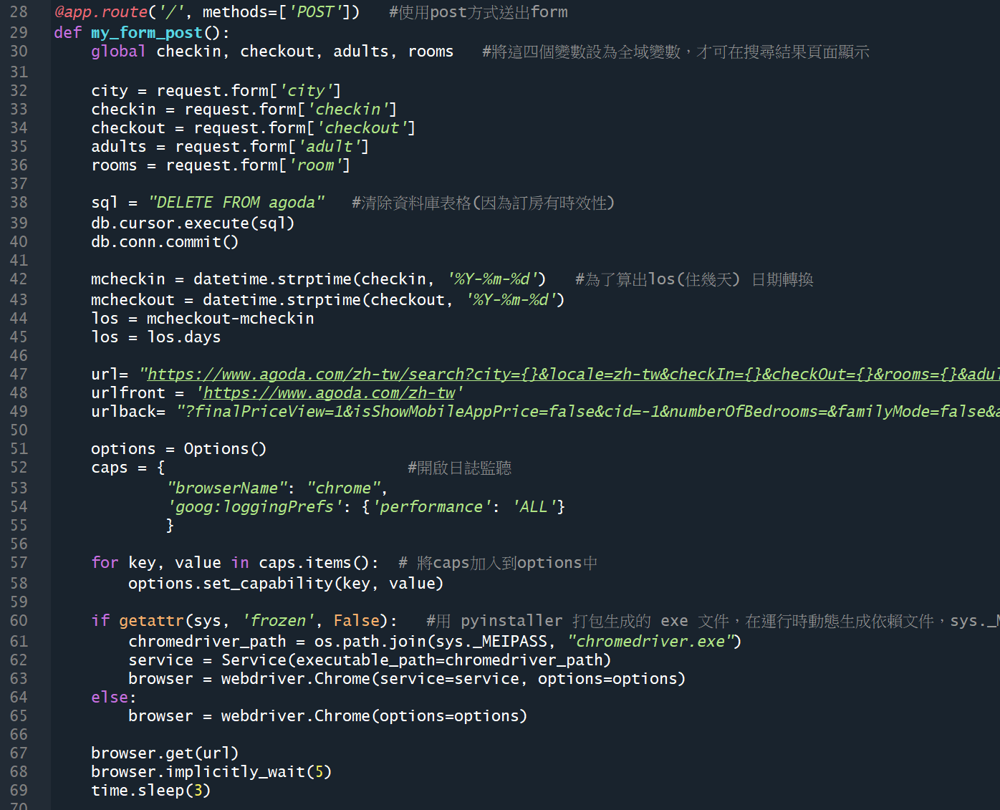 28 @app.route('/', methods=['POST'])   #使用post方式送出form
29 def my_form_post():
30     global checkin, checkout, adults, rooms   #將這四個變數設為全域變數，才可在搜尋結果頁面顯示
31
32     city = request.form['city']
33     checkin = request.form['checkin']
34     checkout = request.form['checkout']
35     adults = request.form['adult']
36     rooms = request.form['room']
37
38     sql = "DELETE FROM agoda"   #清除資料庫表格(因為訂房有時效性)
39     db.cursor.execute(sql)
40     db.conn.commit()
41
42     mcheckin = datetime.strptime(checkin, '%Y-%m-%d')   #為了算出los(住幾天) 日期轉換
43     mcheckout = datetime.strptime(checkout, '%Y-%m-%d')
44     los = mcheckout-mcheckin
45     los = los.days
46
47     url= "https://www.agoda.com/zh-tw/search?city={}&locale=zh-tw&checkIn={}&checkOut={}&rooms={}&adul
48     urlfront = 'https://www.agoda.com/zh-tw'
49     urlback= "?finalPriceView=1&isShowMobileAppPrice=false&cid=-1&numberOfBedrooms=&familyMode=false&a
50
51     options = Options()
52     caps = {                          #開啟日誌監聽
53             "browserName": "chrome",
54             'goog:loggingPrefs': {'performance': 'ALL'}
55             }
56
57     for key, value in caps.items():  # 將caps加入到options中
58         options.set_capability(key, value)
59
60     if getattr(sys, 'frozen', False):   #用 pyinstaller 打包生成的 exe 文件，在運行時動態生成依賴文件，sys._M
61         chromedriver_path = os.path.join(sys._MEIPASS, "chromedriver.exe")
62         service = Service(executable_path=chromedriver_path)
63         browser = webdriver.Chrome(service=service, options=options)
64     else:
65         browser = webdriver.Chrome(options=options)
66
67     browser.get(url)
68     browser.implicitly_wait(5)
69     time.sleep(3)
70